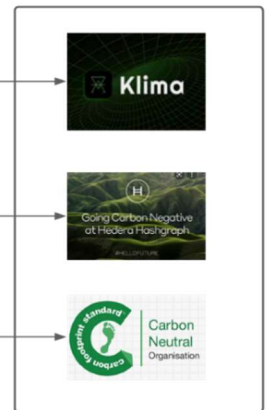 Klima
Going Carbon Negative
at Hedera Hashgraph
#HELLOFUTURE
carbon footprint standard
Carbon
Neutral
Organisation